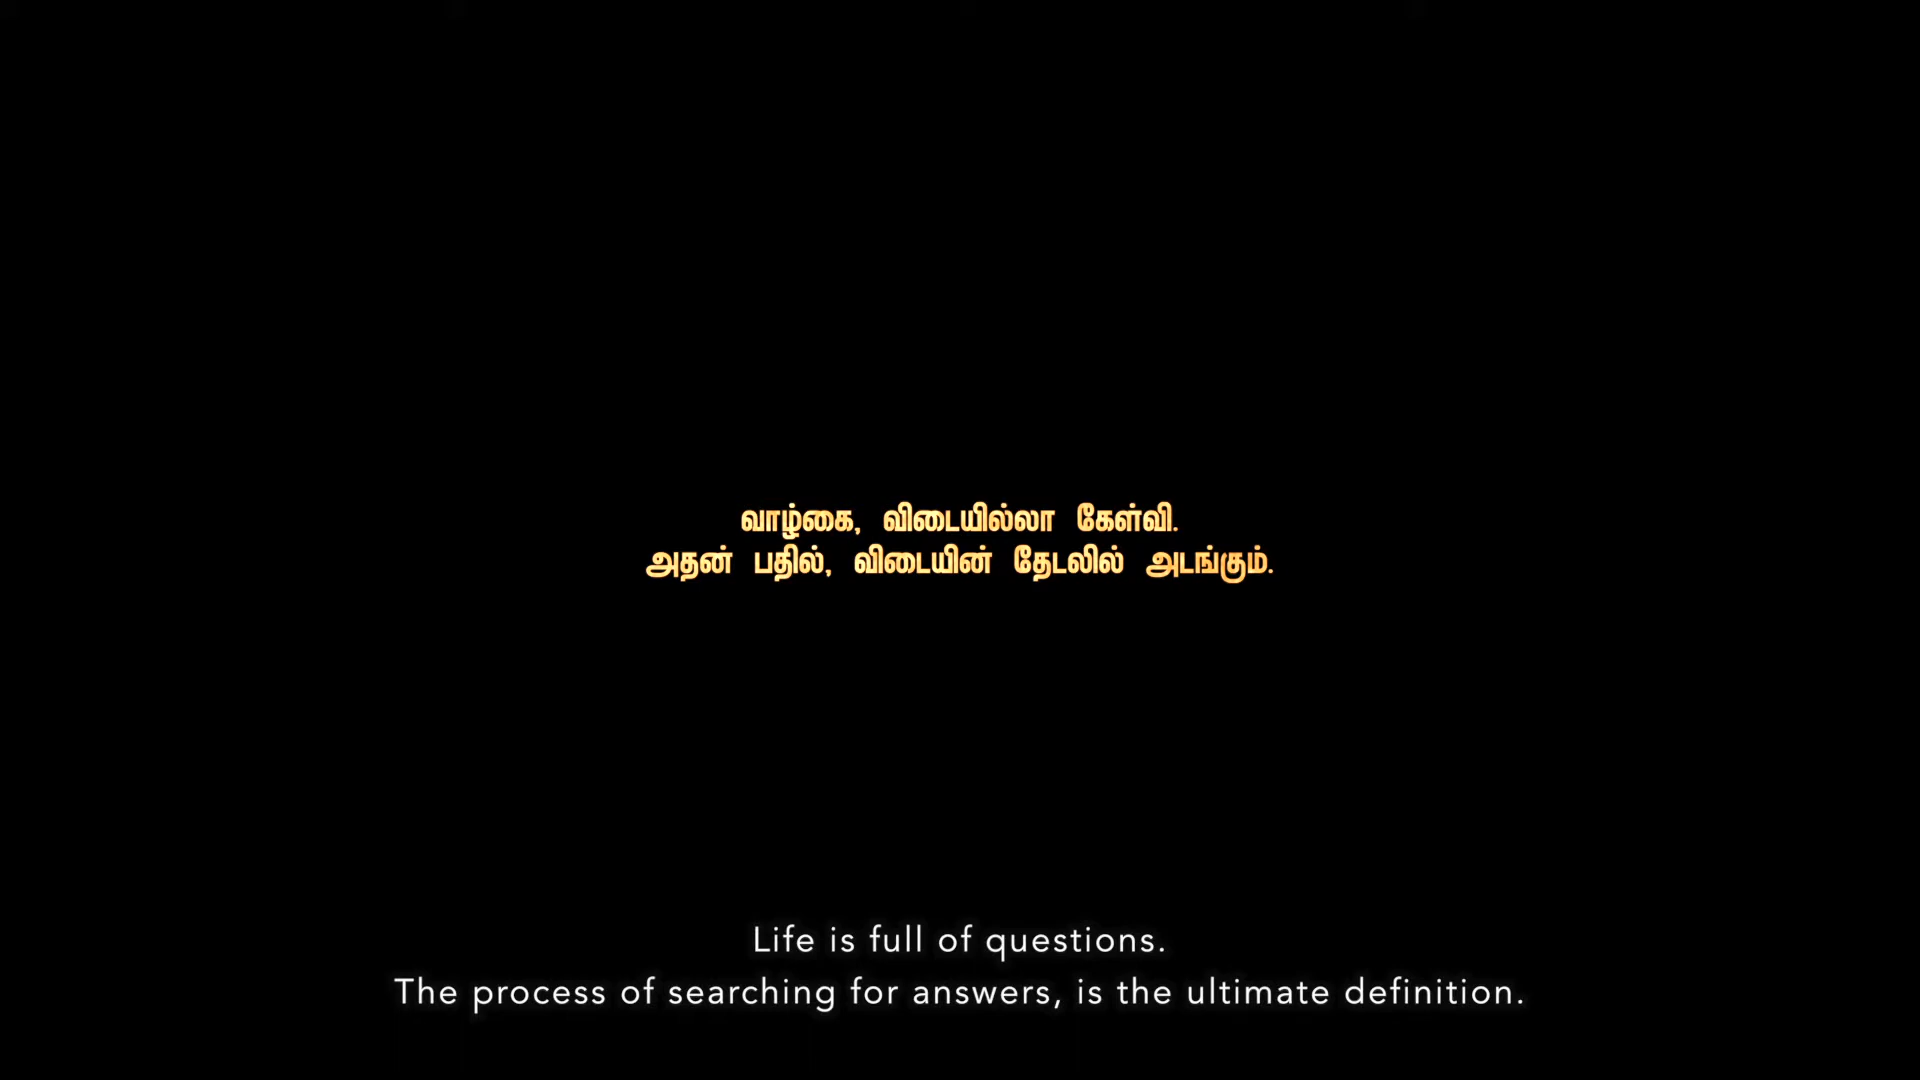 வாழ்கை, விடையில்லா கேள்வி.
அதன் பதில், விடையின் தேடலில் அடங்கும்.
Life is full of questions.
The process of searching for answers, is the ultimate definition.